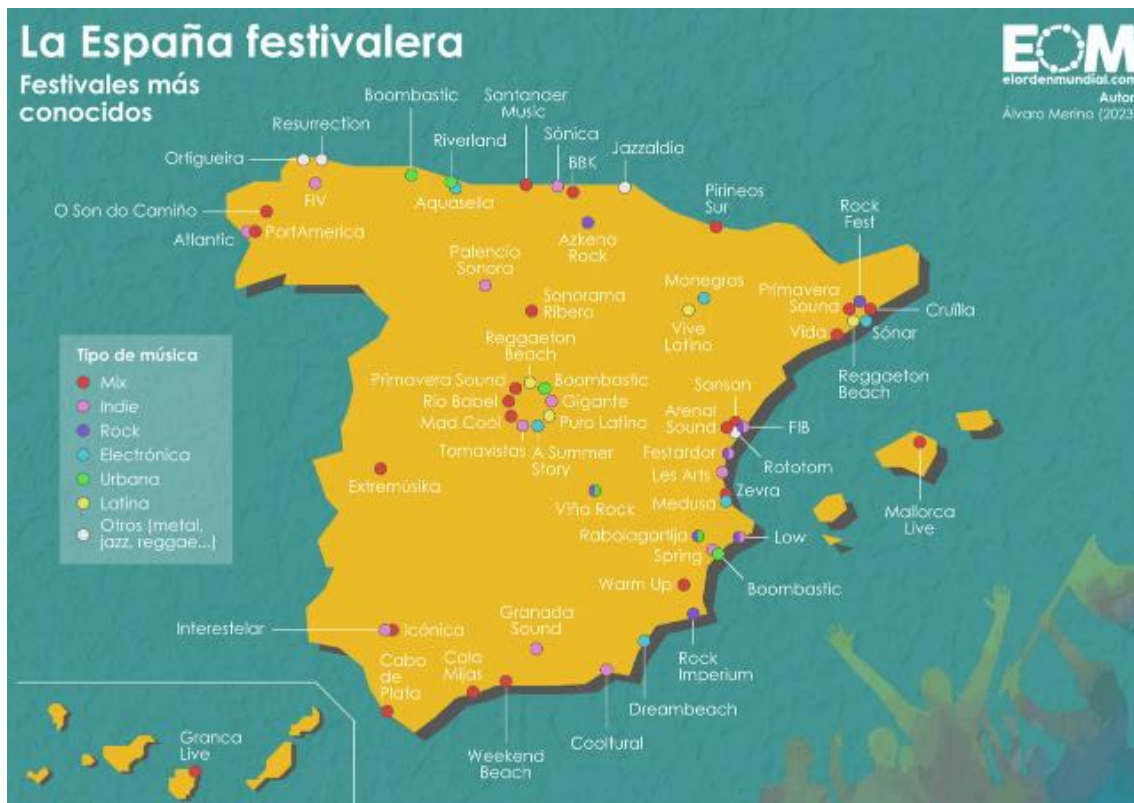 La España festivalera
Festivales más
conocidos
EOM
elordenmundial.com
Autor
Álvaro Merino (2023)
Boombastic
Santander
Music
Resurrection
Riverland
Sónica
BBK
Jazzaldia
Ortigueira
FIV
Aquasella
Pirineos
Sur
Rock
Fest
O Son do Camiño
Atlantic
PortAmerica
Azkena
Rock
Palencia
Sonora
Monegros
Primavera
Sound
Cruïlla
Sonorama
Ribera
Vive
Latino
Vida
Sónar
Reggaeton
Beach
Reggaeton
Beach
Tipo de música
Mix
Indie
Rock
Electrónica
Urbana
Latina
Otros (metal,
jazz, reggae...)
Primavera Sound
Boombastic
Río Babel
Gigante
Mad Cool
Puro Latino
Tomavistas
A Summer
Story
Sansan
Arenal
Sound
FIB
Festardor
Rototom
Les Arts
Zevra
Medusa
Extremúsika
Viña Rock
Mallorca
Live
Rabolagartija
Low
Spring
Boombastic
Warm Up
Interestelar
Icónica
Granada
Sound
Rock
Imperium
Cabo
de
Plata
Cala
Mijas
Dreambeach
Cooltural
Weekend
Beach
Granca
Live